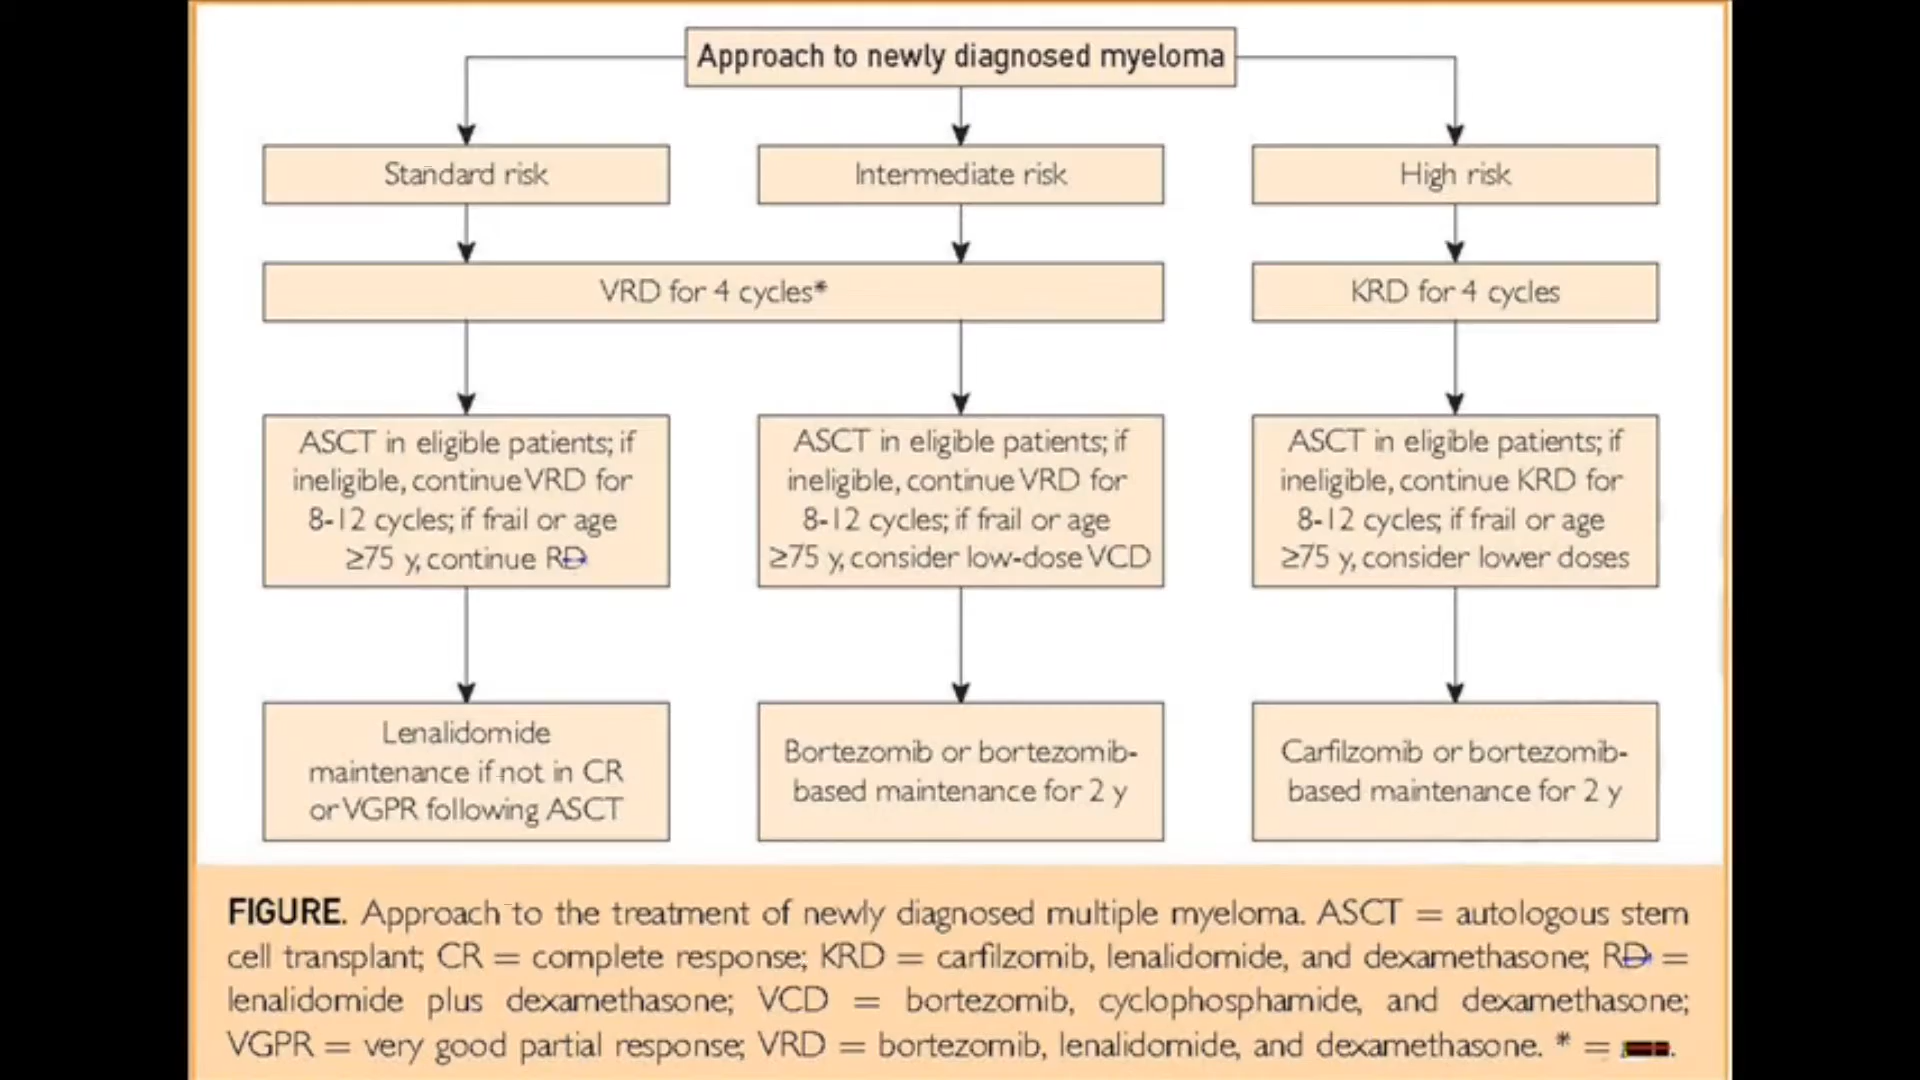 Approach to newly diagnosed myeloma
Standard risk
Intermediate risk
High risk
VRD for 4 cycles*
KRD for 4 cycles
ASCT in eligible patients; if
ineligible, continue VRD for
8-12 cycles; if frail or age
≥75 y, continue RD
ASCT in eligible patients; if
ineligible, continue VRD for
8-12 cycles; if frail or age
≥75 y, consider low-dose VCD
ASCT in eligible patients; if
ineligible, continue KRD for
8-12 cycles; if frail or age
≥75 y, consider lower doses
Lenalidomide
maintenance if not in CR
or VGPR following ASCT
Bortezomib or bortezomib-
based maintenance for 2 y
Carfilzomib or bortezomib-
based maintenance for 2 y
FIGURE. Approach to the treatment of newly diagnosed multiple myeloma. ASCT = autologous stem
cell transplant; CR = complete response; KRD = carfilzomib, lenalidomide, and dexamethasone; RD =
lenalidomide plus dexamethasone; VCD = bortezomib, cyclophosphamide, and dexamethasone;
VGPR = very good partial response; VRD = bortezomib, lenalidomide, and dexamethasone. * = .